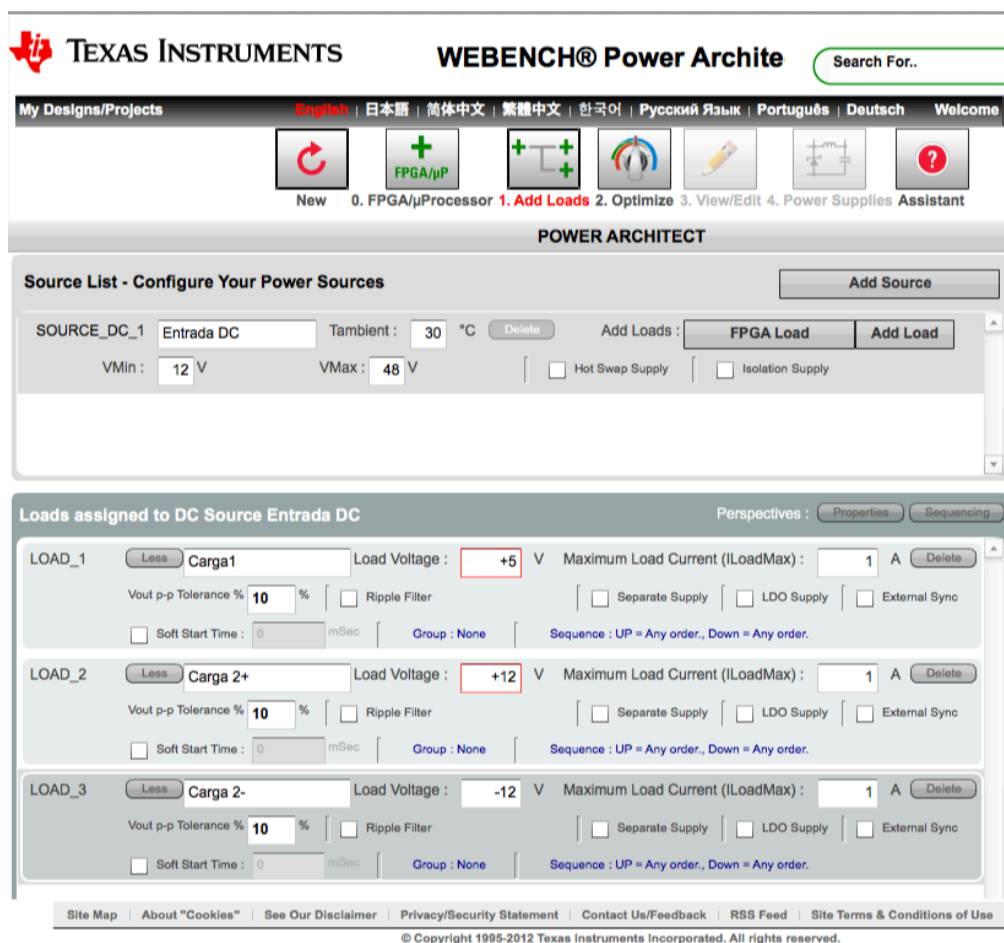 TEXAS INSTRUMENTS
WEBENCH® Power Archite
Search For..
My Designs/Projects
English | 日本語 | 简体中文 | 繁體中文 | 한국어 | Русский Язык | Português | Deutsch
Welcome
FPGA/µP
New 0. FPGA/µProcessor 1. Add Loads 2. Optimize 3. View/Edit 4. Power Supplies Assistant
POWER ARCHITECT
Source List - Configure Your Power Sources
Add Source
SOURCE_DC_1 Entrada DC Tambient : 30 °C Delete Add Loads : FPGA Load Add Load
VMin : 12 V VMax : 48 V Hot Swap Supply Isolation Supply
Loads assigned to DC Source Entrada DC
Perspectives : Properties Sequencing
LOAD_1 Less Carga1 Load Voltage : +5 V Maximum Load Current (ILoadMax) : 1 A Delete
Vout p-p Tolerance % 10 % Ripple Filter Separate Supply LDO Supply External Sync
Soft Start Time : 0 mSec Group : None Sequence : UP = Any order., Down = Any order.
LOAD_2 Less Carga 2+ Load Voltage : +12 V Maximum Load Current (ILoadMax) : 1 A Delete
Vout p-p Tolerance % 10 % Ripple Filter Separate Supply LDO Supply External Sync
Soft Start Time : 0 mSec Group : None Sequence : UP = Any order., Down = Any order.
LOAD_3 Less Carga 2- Load Voltage : -12 V Maximum Load Current (ILoadMax) : 1 A Delete
Vout p-p Tolerance % 10 % Ripple Filter Separate Supply LDO Supply External Sync
Soft Start Time : 0 mSec Group : None Sequence : UP = Any order., Down = Any order.
Site Map | About "Cookies" | See Our Disclaimer | Privacy/Security Statement | Contact Us/Feedback | RSS Feed | Site Terms & Conditions of Use
© Copyright 1995-2012 Texas Instruments Incorporated. All rights reserved.